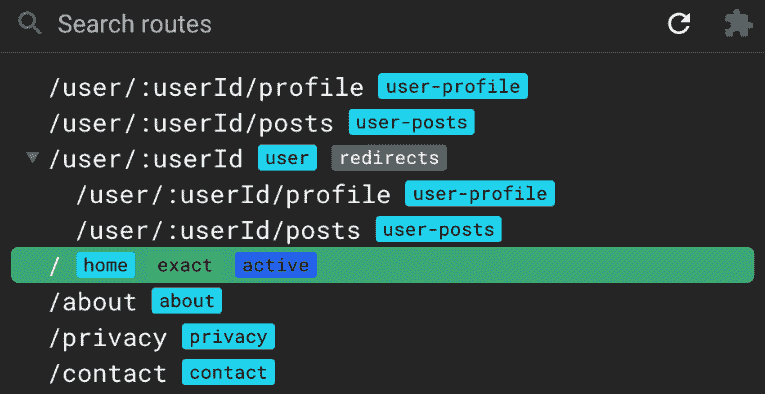 Search routes
/user/:userId/profile user-profile
/user/:userId/posts user-posts
/user/:userId user redirects
/user/:userId/profile user-profile
/user/:userId/posts user-posts
/ home exact active
/about about
/privacy privacy
/contact contact